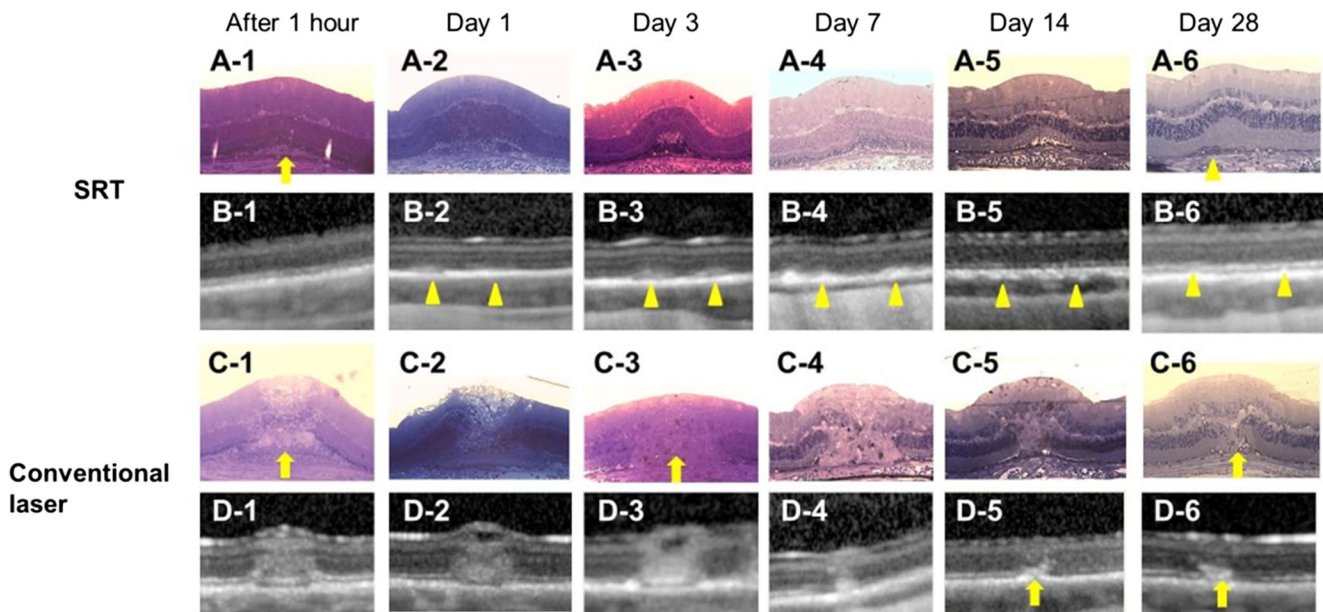 After 1 hour Day 1 Day 3 Day 7 Day 14 Day 28
A-1 A-2 A-3 A-4 A-5 A-6
SRT
B-1 B-2 B-3 B-4 B-5 B-6
C-1 C-2 C-3 C-4 C-5 C-6
Conventional
laser
D-1 D-2 D-3 D-4 D-5 D-6